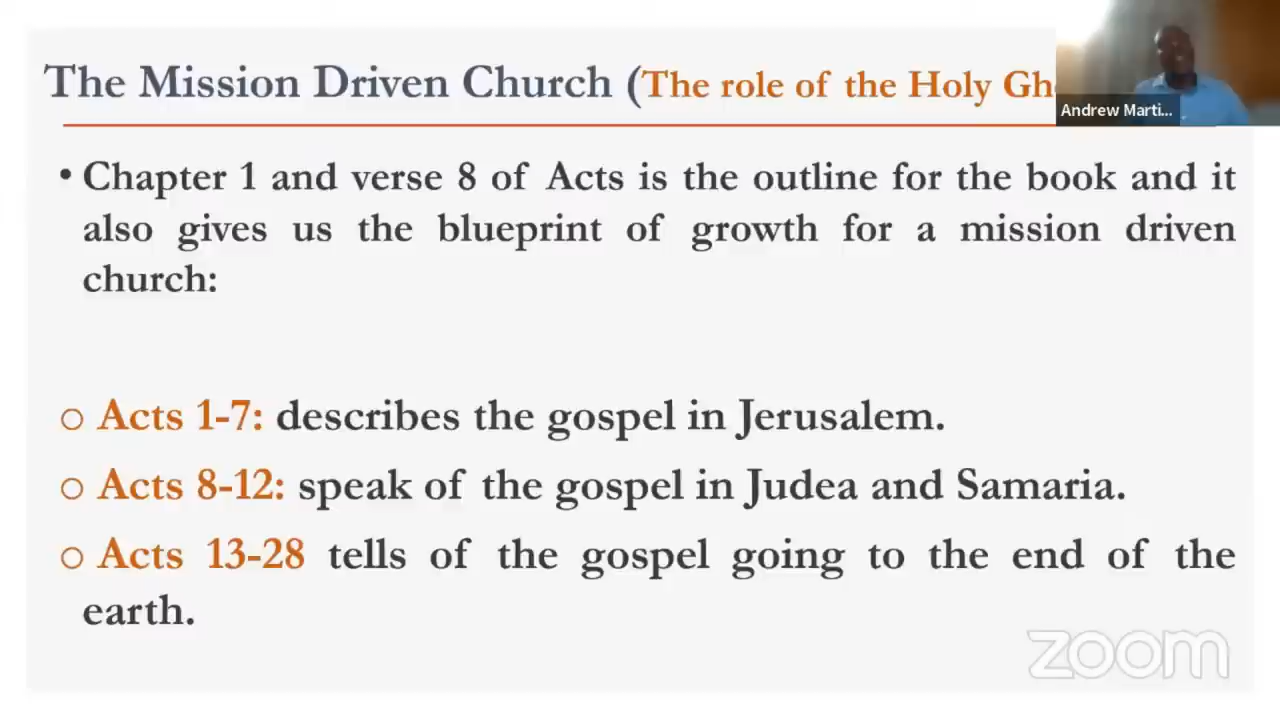 The Mission Driven Church (The role of the Holy Gh
Andrew Marti...
• Chapter 1 and verse 8 of Acts is the outline for the book and it
also gives us the blueprint of growth for a mission driven
church:
o Acts 1-7: describes the gospel in Jerusalem.
o Acts 8-12: speak of the gospel in Judea and Samaria.
o Acts 13-28 tells of the gospel going to the end of the
earth.
zoom